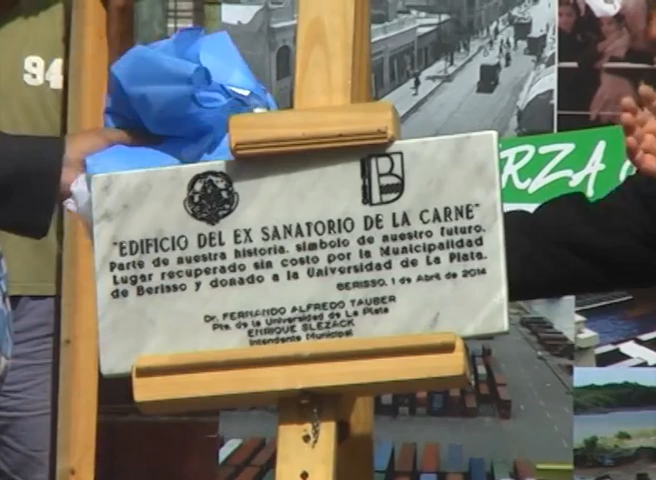 94
RZA
B
"EDIFICIO DEL EX SANATORIO DE LA CARNE"
Parte de nuestra historia, simbolo de nuestro futuro.
Lugar recuperado sin costo por la Municipalidad
de Berisso y donado a la Universidad de La Plata.
BERISSO, 1 de Abril de 2014
Dr. FERNANDO ALFREDO TAUBER
Pte. de la Universidad de La Plata
ENRIQUE SLEZACK
Intendente Municipal